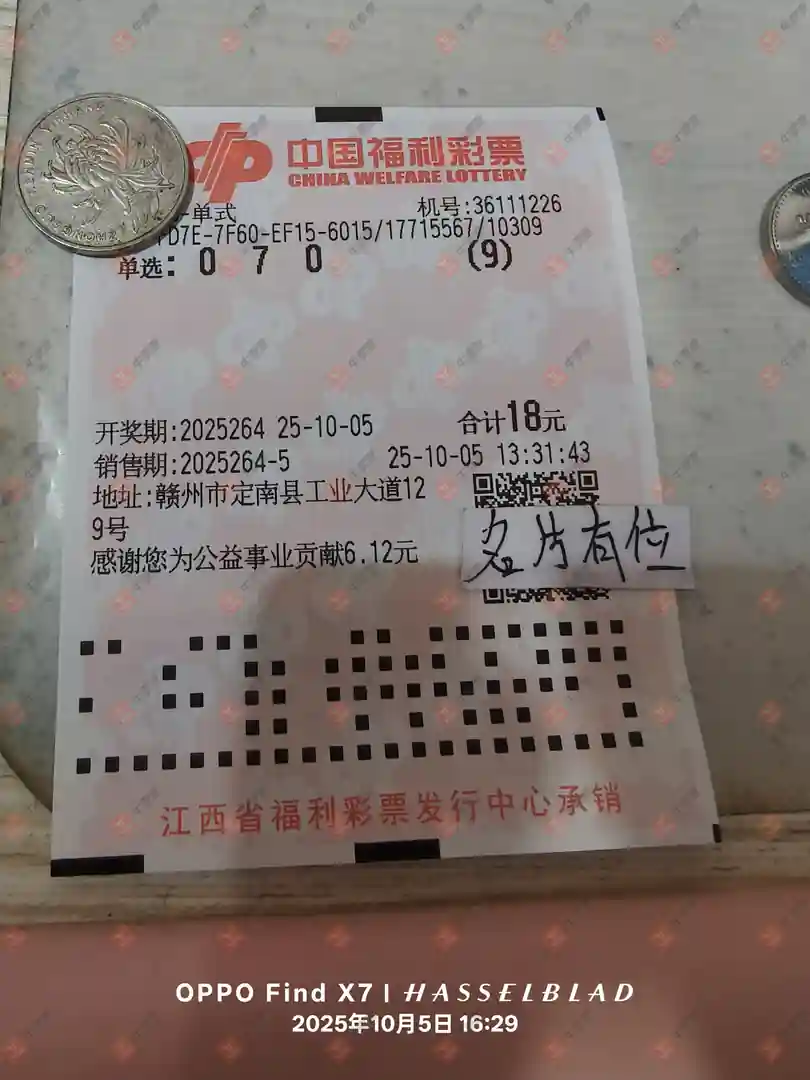 中国福利彩票
CHINA WELFARE LOTTERY
-单式 机号:36111226
D7E-7F60-EF15-6015/17715567/10309
单选: 0 7 0 (9)
开奖期:2025264 25-10-05 合计18元
销售期:2025264-5 25-10-05 13:31:43
地址:赣州市定南县工业大道12
9号
感谢您为公益事业贡献6.12元
名片有位
江西省福利彩票发行中心承销
OPPO Find X7 | HASSELBLAD
2025年10月5日 16:29